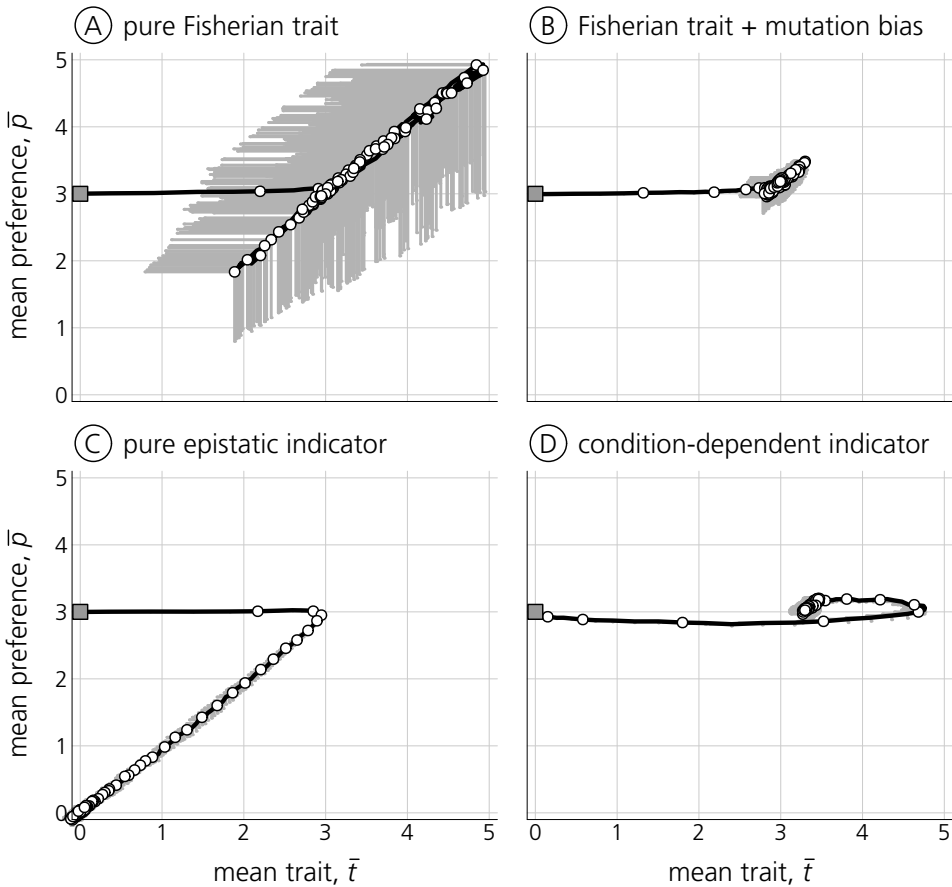 A pure Fisherian trait
B Fisherian trait + mutation bias
5
4
3
2
1
0
mean preference, p̅
C pure epistatic indicator
D condition-dependent indicator
5
4
3
2
1
0
mean preference, p̅
0 1 2 3 4 5
0 1 2 3 4 5
mean trait, t̅
mean trait, t̅